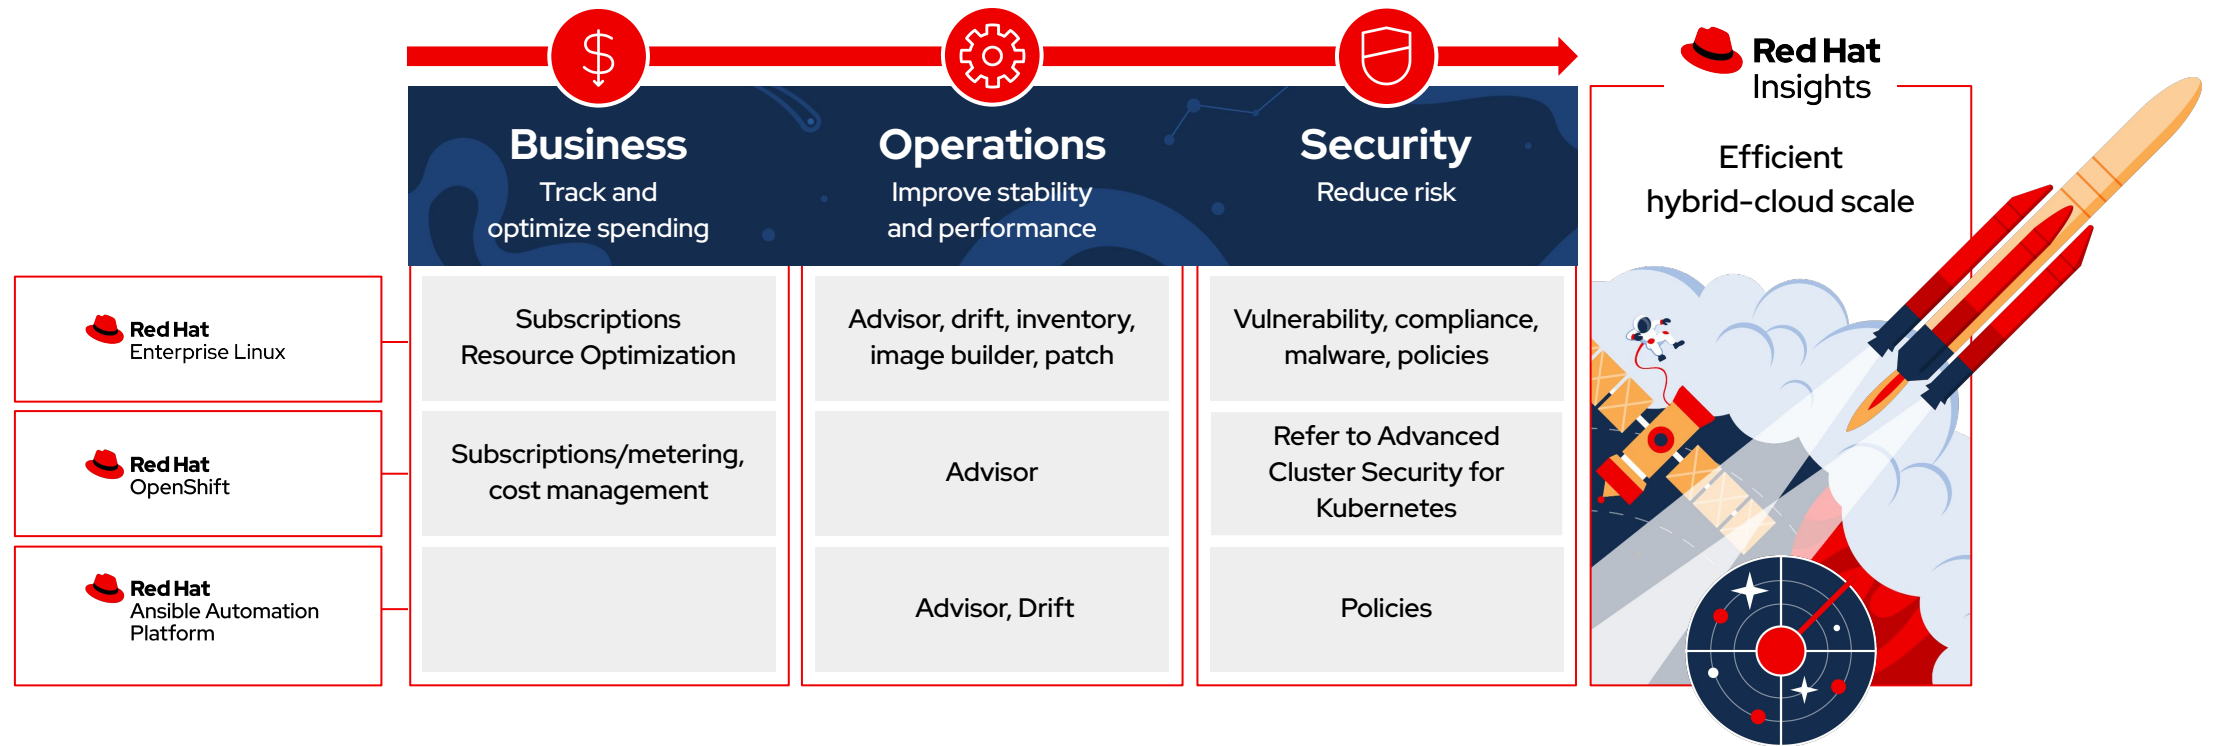 Red Hat
Insights
Business
Track and
optimize spending
Operations
Improve stability
and performance
Security
Reduce risk
Efficient
hybrid-cloud scale
Red Hat
Enterprise Linux
Subscriptions
Resource Optimization
Advisor, drift, inventory,
image builder, patch
Vulnerability, compliance,
malware, policies
Red Hat
OpenShift
Subscriptions/metering,
cost management
Advisor
Refer to Advanced
Cluster Security for
Kubernetes
Red Hat
Ansible Automation
Platform
Advisor, Drift
Policies